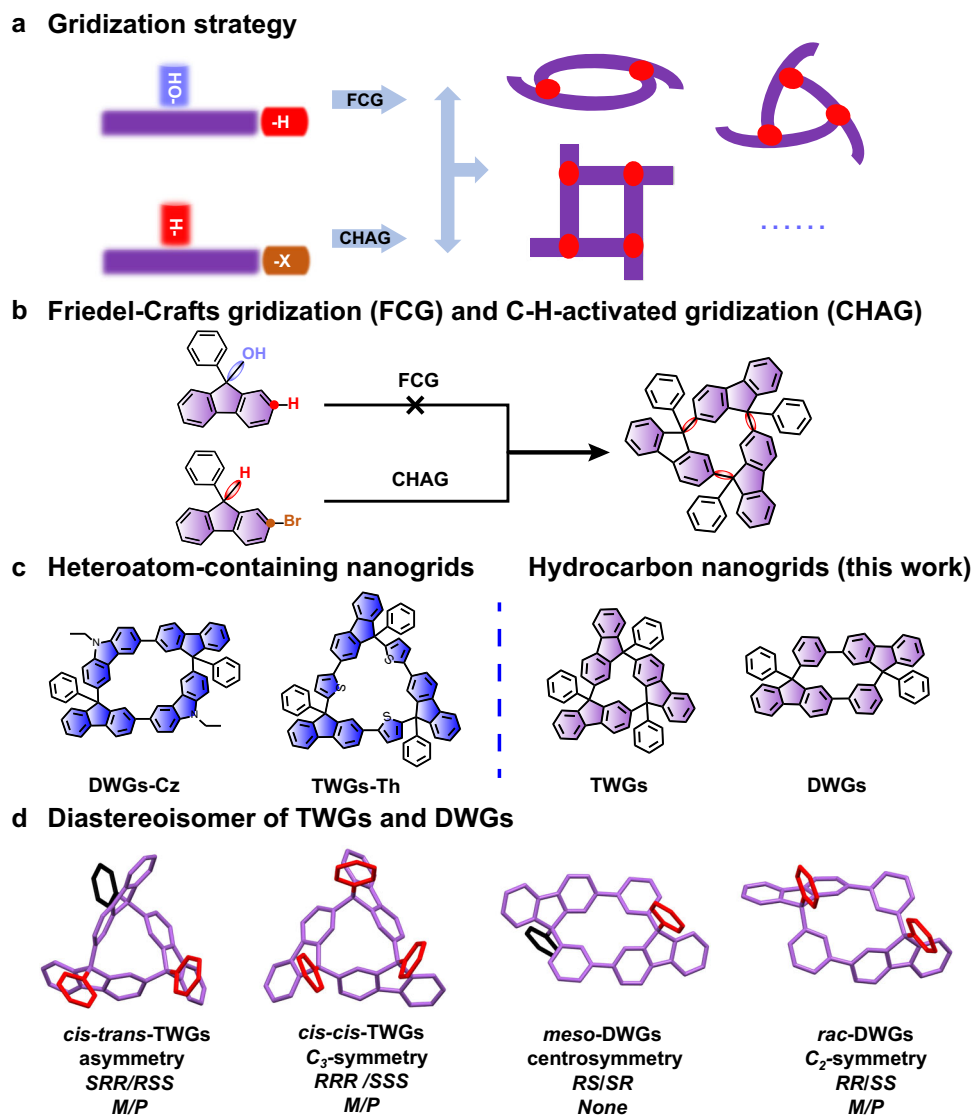 a Gridization strategy
HO-
-H
FCG
-H
-X
CHAG
......
b Friedel-Crafts gridization (FCG) and C-H-activated gridization (CHAG)
OH
H
FCG
H
Br
CHAG
c Heteroatom-containing nanogrids
Hydrocarbon nanogrids (this work)
N
N
DWGs-Cz
S
S
S
TWGs-Th
TWGs
DWGs
d Diastereoisomer of TWGs and DWGs
cis-trans-TWGs
asymmetry
SRR/RSS
M/P
cis-cis-TWGs
C3-symmetry
RRR /SSS
M/P
meso-DWGs
centrosymmetry
RS/SR
None
rac-DWGs
C2-symmetry
RR/SS
M/P